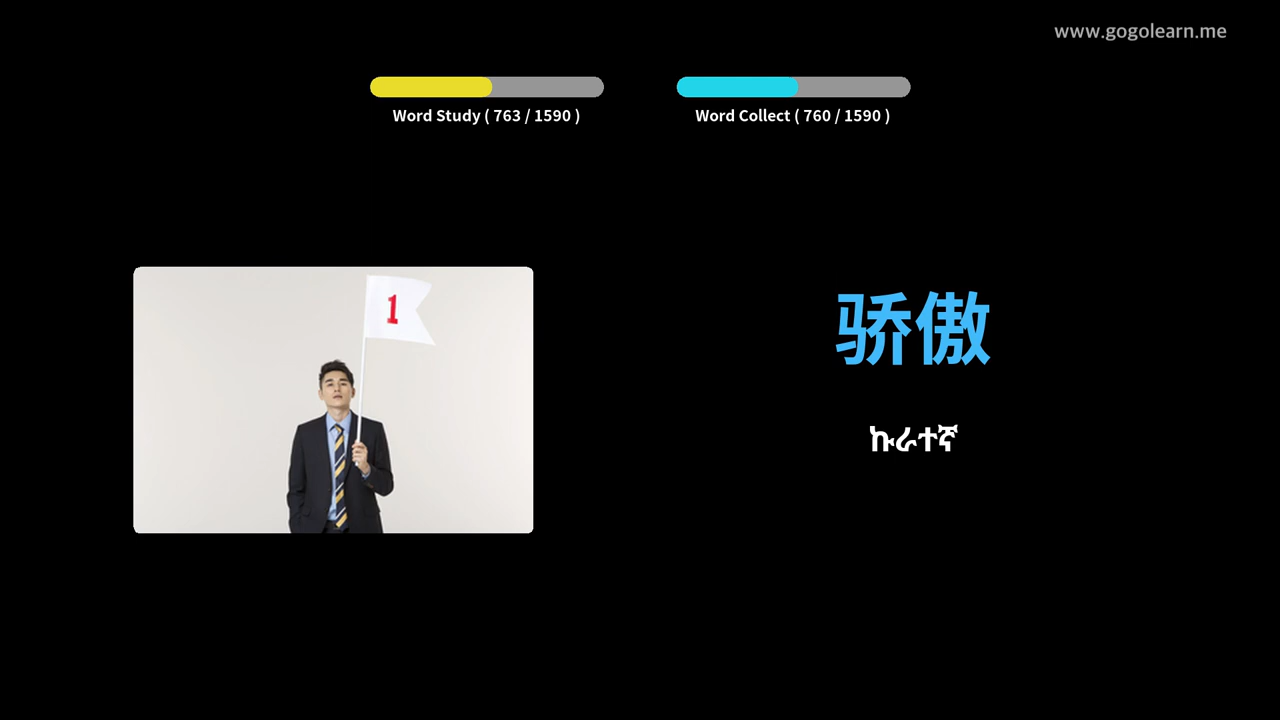 www.gogolearn.me
Word Study ( 763 / 1590 )
Word Collect ( 760 / 1590 )
1
骄傲
ኩራተኛ